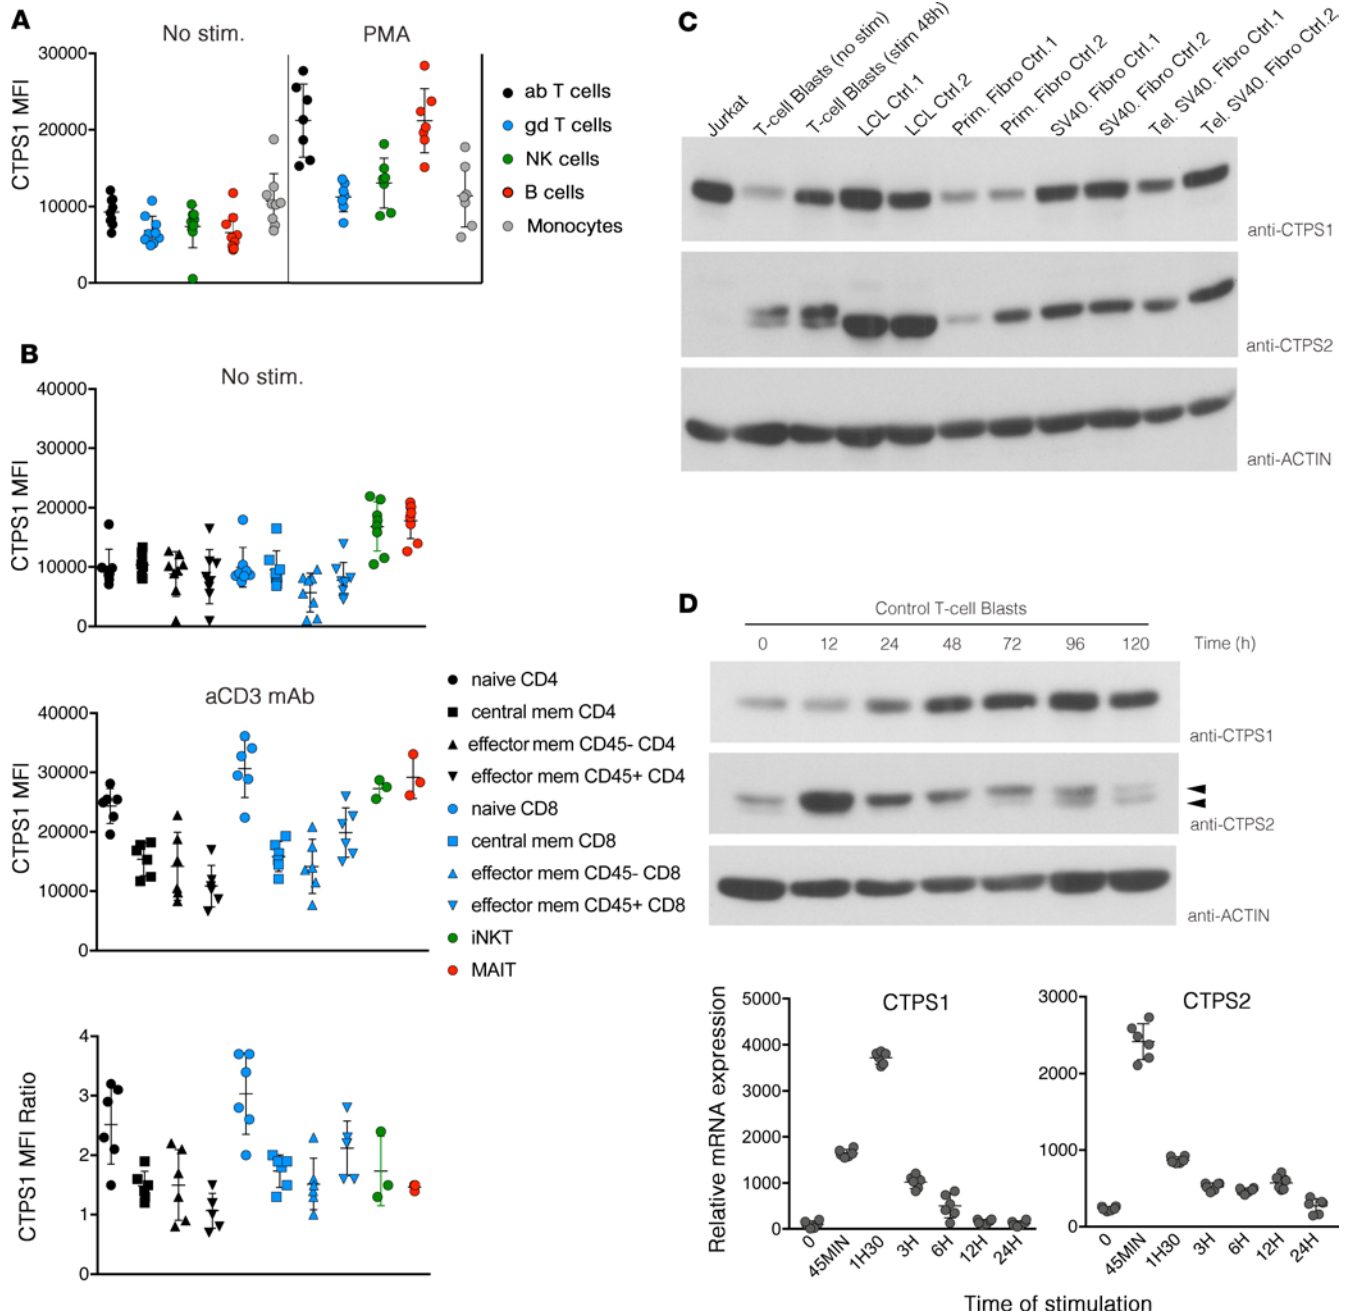 A
No stim.
PMA
CTPS1 MFI
30000
20000
10000
0
ab T cells
gd T cells
NK cells
B cells
Monocytes
B
No stim.
CTPS1 MFI
40000
30000
20000
10000
0
aCD3 mAb
CTPS1 MFI
40000
30000
20000
10000
0
naive CD4
central mem CD4
effector mem CD45- CD4
effector mem CD45+ CD4
naive CD8
central mem CD8
effector mem CD45- CD8
effector mem CD45+ CD8
iNKT
MAIT
CTPS1 MFI Ratio
4
3
2
1
0
C
Jurkat
T-cell Blasts (no stim)
T-cell Blasts (stim 48h)
LCL Ctrl.1
LCL Ctrl.2
Prim. Fibro Ctrl.1
Prim. Fibro Ctrl.2
SV40. Fibro Ctrl.1
SV40. Fibro Ctrl.2
Tel. SV40. Fibro Ctrl.1
Tel. SV40. Fibro Ctrl.2
anti-CTPS1
anti-CTPS2
anti-ACTIN
D
Control T-cell Blasts
0 12 24 48 72 96 120 Time (h)
anti-CTPS1
anti-CTPS2
anti-ACTIN
Relative mRNA expression
CTPS1
5000
4000
3000
2000
1000
0
0 45MIN 1H30 3H 6H 12H 24H
CTPS2
3000
2000
1000
0
0 45MIN 1H30 3H 6H 12H 24H
Time of stimulation